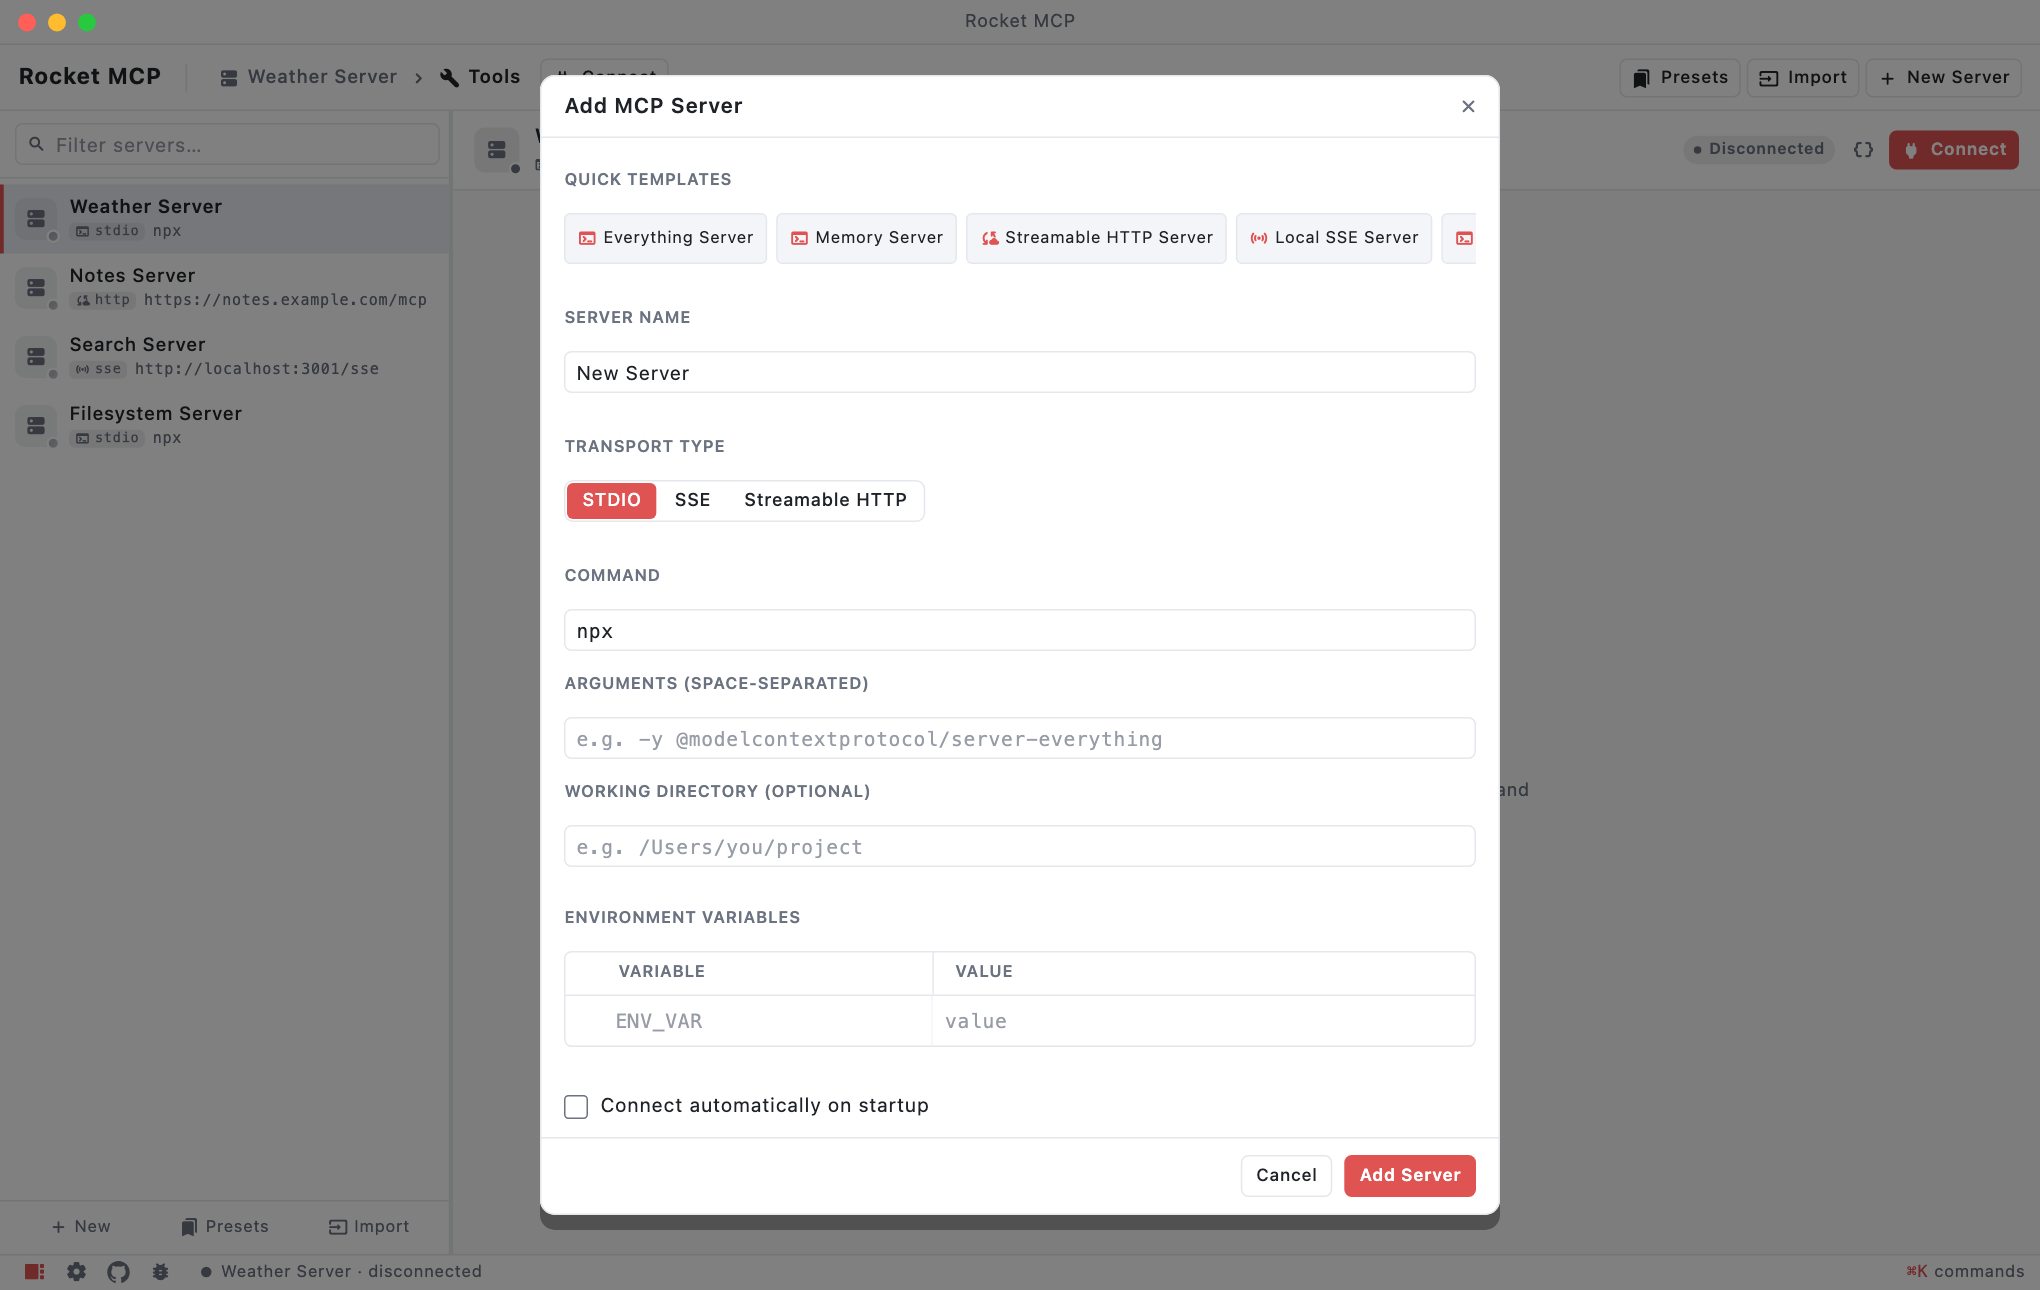 Rocket MCP
Rocket MCP
Weather Server › Tools
Presets
Import
+ New Server
Filter servers...
Weather Server
stdio npx
Notes Server
http https://notes.example.com/mcp
Search Server
sse http://localhost:3001/sse
Filesystem Server
stdio npx
+ New
Presets
Import
Disconnected
{}
Connect
and
Add MCP Server
QUICK TEMPLATES
Everything Server
Memory Server
Streamable HTTP Server
Local SSE Server
SERVER NAME
New Server
TRANSPORT TYPE
STDIO SSE Streamable HTTP
COMMAND
npx
ARGUMENTS (SPACE-SEPARATED)
e.g. -y @modelcontextprotocol/server-everything
WORKING DIRECTORY (OPTIONAL)
e.g. /Users/you/project
ENVIRONMENT VARIABLES
VARIABLE VALUE
ENV_VAR value
Connect automatically on startup
Cancel
Add Server
Weather Server · disconnected
⌘K commands